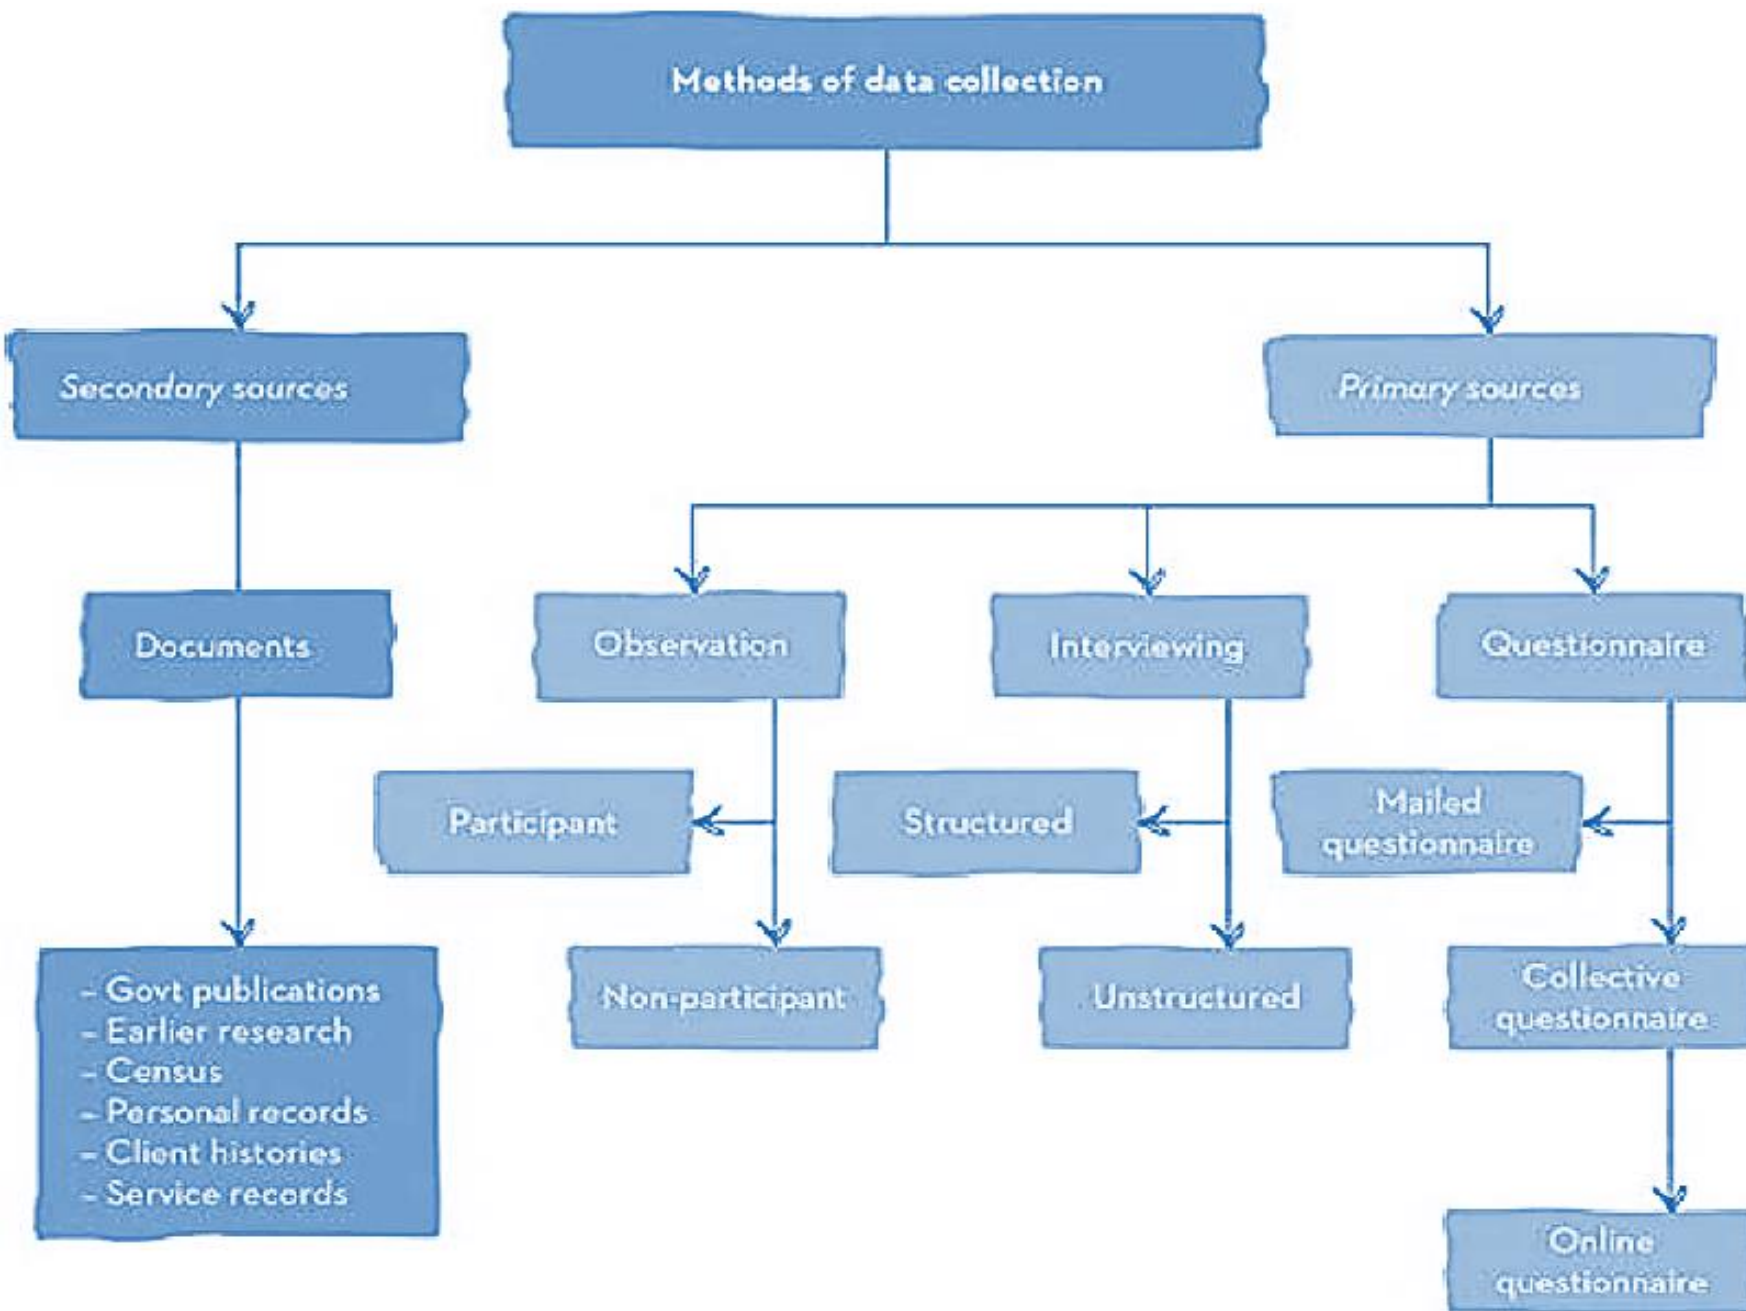 Methods of data collection
Secondary sources
Primary sources
Documents
Observation
Interviewing
Questionnaire
Participant
Structured
Mailed
questionnaire
– Govt publications
– Earlier research
– Census
– Personal records
– Client histories
– Service records
Non-participant
Unstructured
Collective
questionnaire
Online
questionnaire